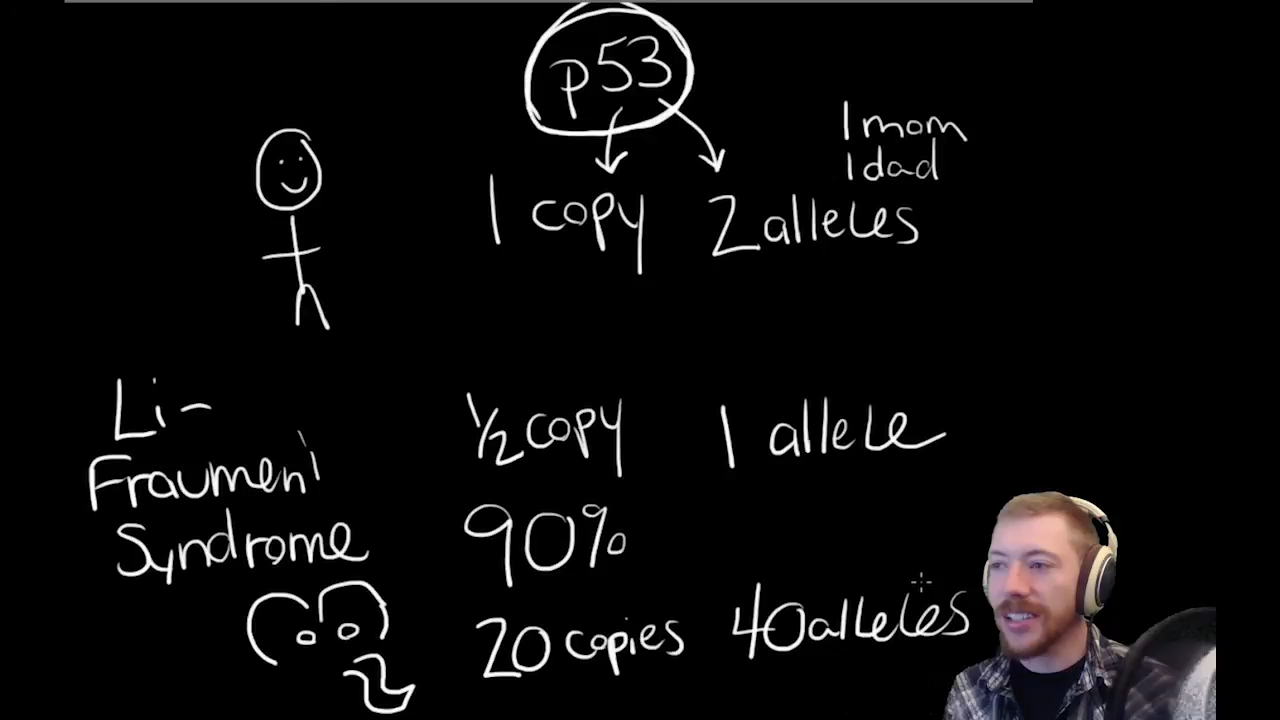 p53
1 mom
1 dad
1 copy 2 alleles
Li-
Fraumeni
Syndrome
1/2 copy 1 allele
90%
20 copies 40 alleles